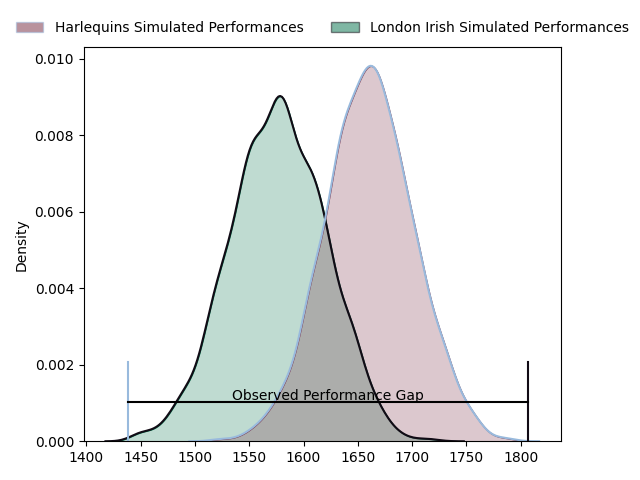 Harlequins Simulated Performances
London Irish Simulated Performances
0.010
0.008
0.006
0.004
0.002
0.000
Density
Observed Performance Gap
1400 1450 1500 1550 1600 1650 1700 1750 1800